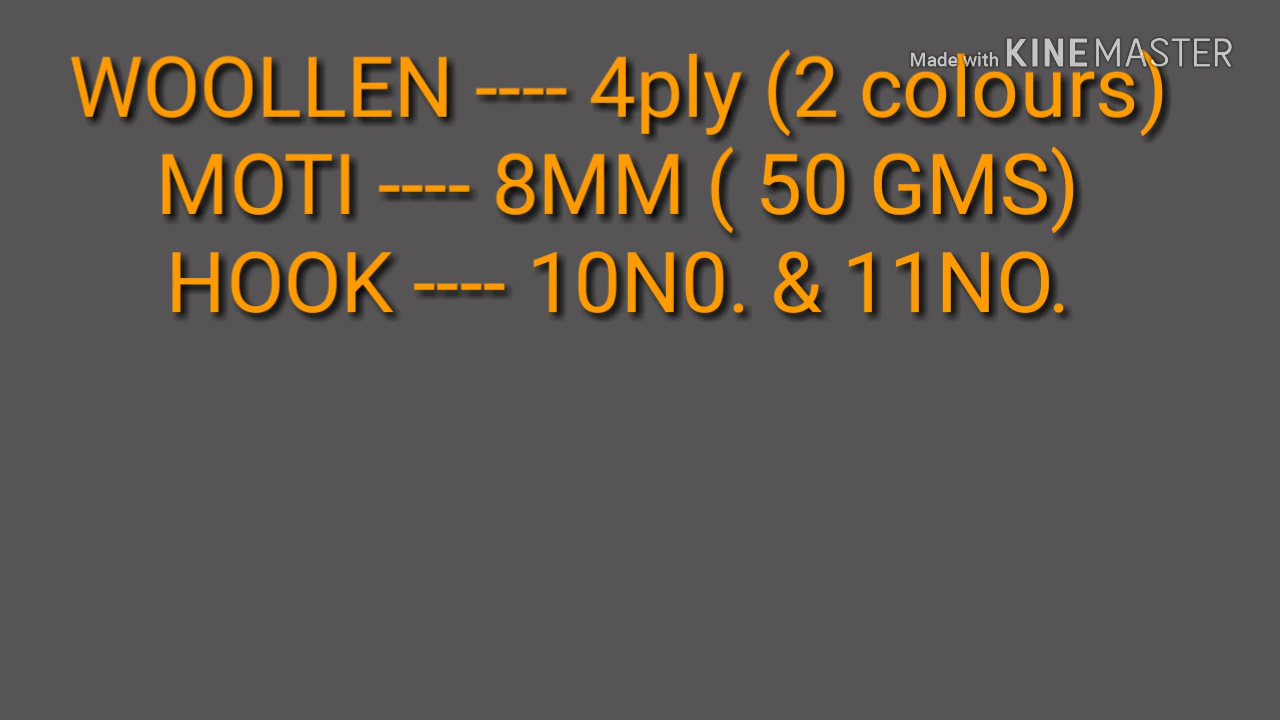 Made with KINEMASTER
WOOLLEN ---- 4ply (2 colours)
MOTI ---- 8MM ( 50 GMS)
HOOK ---- 10N0. & 11NO.